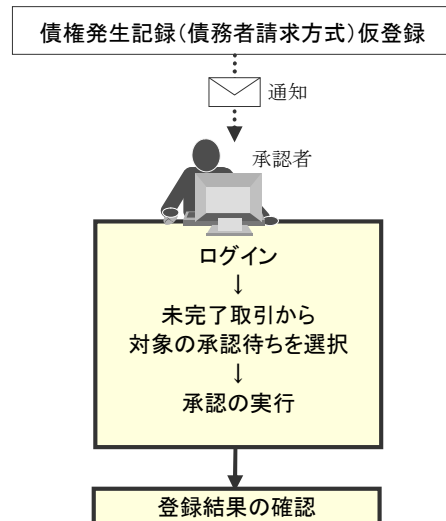 債権発生記録（債務者請求方式）仮登録
通知
承認者
ログイン
↓
未完了取引から
対象の承認待ちを選択
↓
承認の実行
登録結果の確認